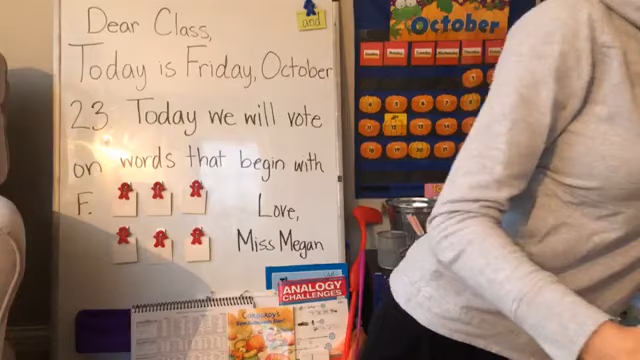 Dear Class,
and
Today is Friday, October
23 Today we will vote
on words that begin with
F.
Love,
Miss Megan
October
ANALOGY
CHALLENGES